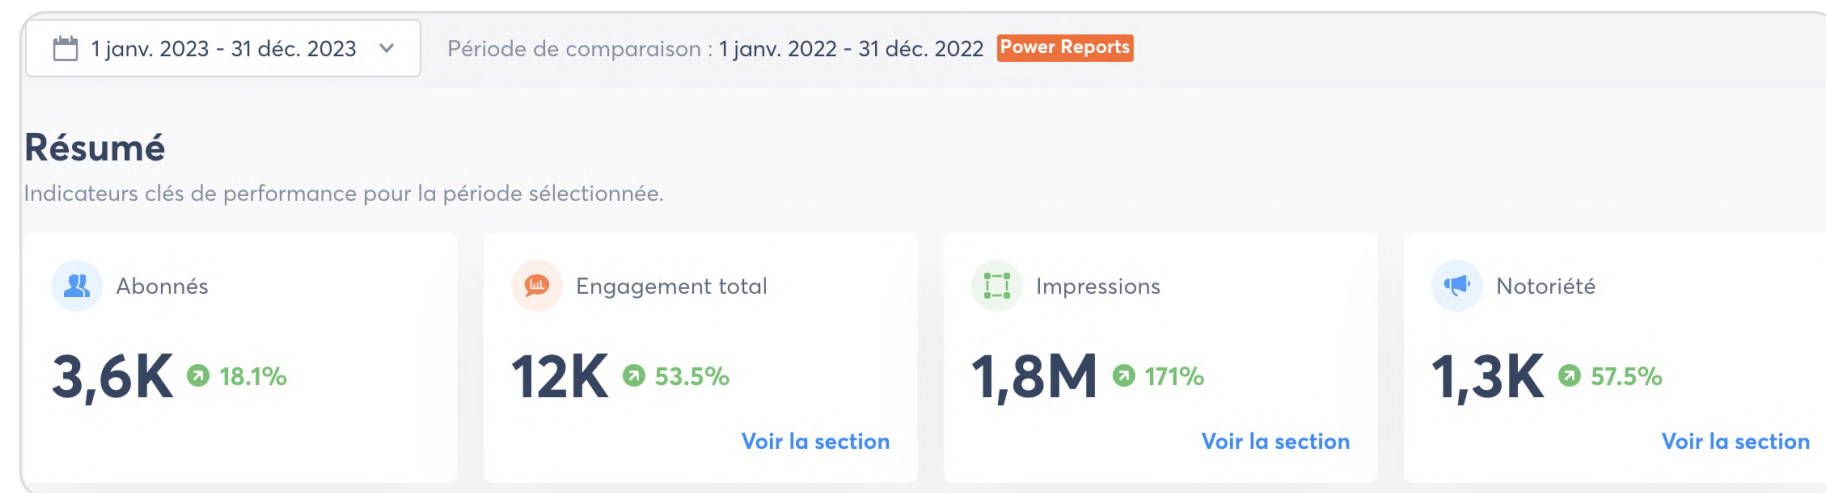 1 janv. 2023 - 31 déc. 2023
Période de comparaison : 1 janv. 2022 - 31 déc. 2022 Power Reports
Résumé
Indicateurs clés de performance pour la période sélectionnée.
Abonnés
3,6K 18.1%
Engagement total
12K 53.5%
Voir la section
Impressions
1,8M 171%
Voir la section
Notoriété
1,3K 57.5%
Voir la section